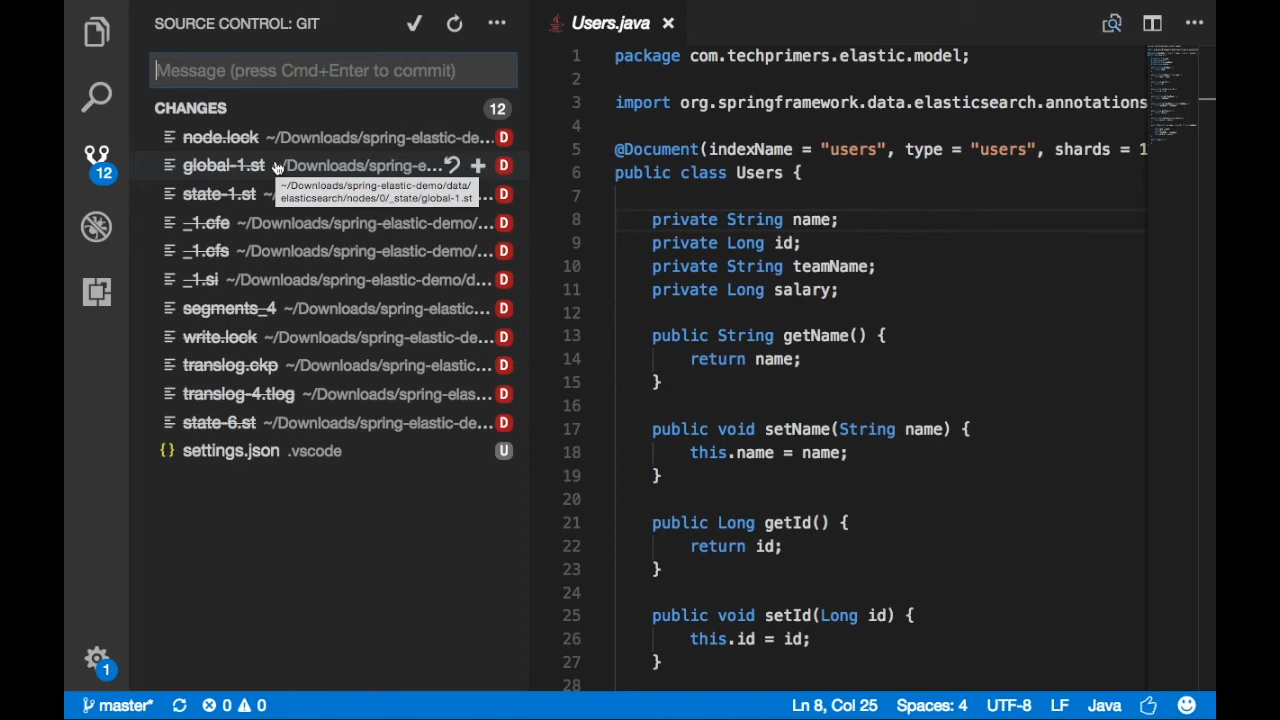 SOURCE CONTROL: GIT
Message (press Cmd+Enter to commit)
CHANGES 12
node.lock ~/Downloads/spring-elastic-de... D
global-1.st ~/Downloads/spring-e... D
~/Downloads/spring-elastic-demo/data/
elasticsearch/nodes/0/_state/global-1.st
state-1.st ~/ D
_1.cfe ~/Downloads/spring-elastic-demo/... D
_1.cfs ~/Downloads/spring-elastic-demo/... D
_1.si ~/Downloads/spring-elastic-demo/d... D
segments_4 ~/Downloads/spring-elastic... D
write.lock ~/Downloads/spring-elastic-de... D
translog.ckp ~/Downloads/spring-elastic... D
translog-4.tlog ~/Downloads/spring-elas... D
state-6.st ~/Downloads/spring-elastic-de... D
{} settings.json .vscode U
12
1
Users.java
1 package com.techprimers.elastic.model;
2
3 import org.springframework.data.elasticsearch.annotations
4
5 @Document(indexName = "users", type = "users", shards = 1
6 public class Users {
7
8 private String name;
9 private Long id;
10 private String teamName;
11 private Long salary;
12
13 public String getName() {
14 return name;
15 }
16
17 public void setName(String name) {
18 this.name = name;
19 }
20
21 public Long getId() {
22 return id;
23 }
24
25 public void setId(Long id) {
26 this.id = id;
27 }
28
master* 0 0 Ln 8, Col 25 Spaces: 4 UTF-8 LF Java